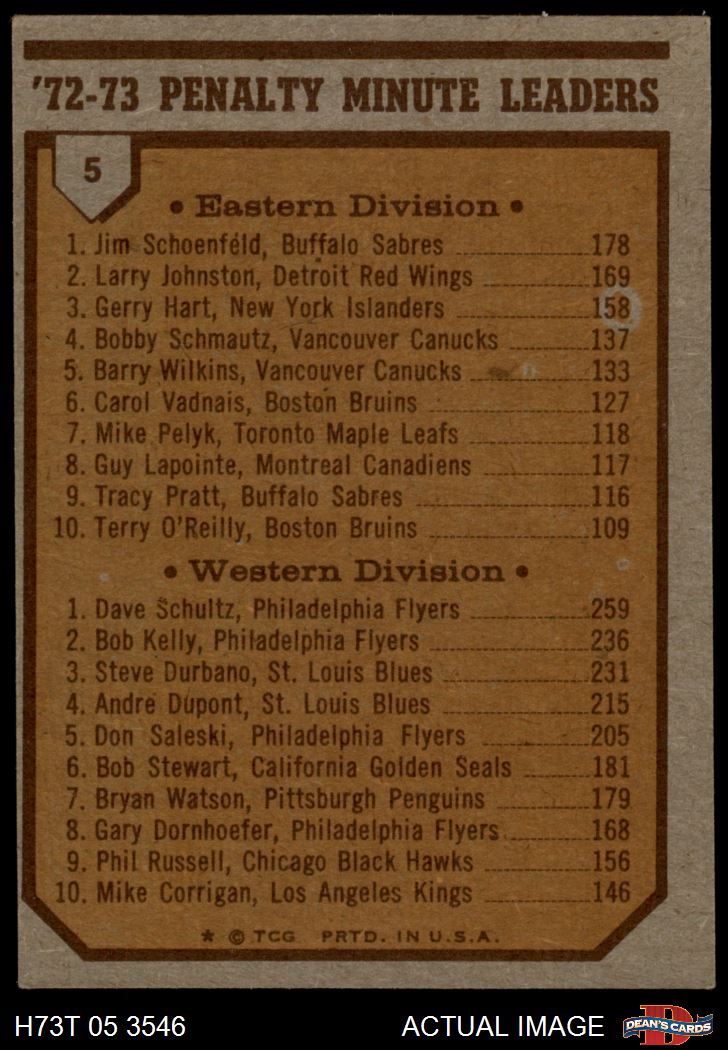 '72-73 PENALTY MINUTE LEADERS
5
• Eastern Division •
1. Jim Schoenfeld, Buffalo Sabres 178
2. Larry Johnston, Detroit Red Wings 169
3. Gerry Hart, New York Islanders 158
4. Bobby Schmautz, Vancouver Canucks 137
5. Barry Wilkins, Vancouver Canucks 133
6. Carol Vadnais, Boston Bruins 127
7. Mike Pelyk, Toronto Maple Leafs 118
8. Guy Lapointe, Montreal Canadiens 117
9. Tracy Pratt, Buffalo Sabres 116
10. Terry O'Reilly, Boston Bruins 109
• Western Division •
1. Dave Schultz, Philadelphia Flyers 259
2. Bob Kelly, Philadelphia Flyers 236
3. Steve Durbano, St. Louis Blues 231
4. Andre Dupont, St. Louis Blues 215
5. Don Saleski, Philadelphia Flyers 205
6. Bob Stewart, California Golden Seals 181
7. Bryan Watson, Pittsburgh Penguins 179
8. Gary Dornhoefer, Philadelphia Flyers 168
9. Phil Russell, Chicago Black Hawks 156
10. Mike Corrigan, Los Angeles Kings 146
* © TCG PRTD. IN U.S.A.
H73T 05 3546 ACTUAL IMAGE D DEAN'S CARDS